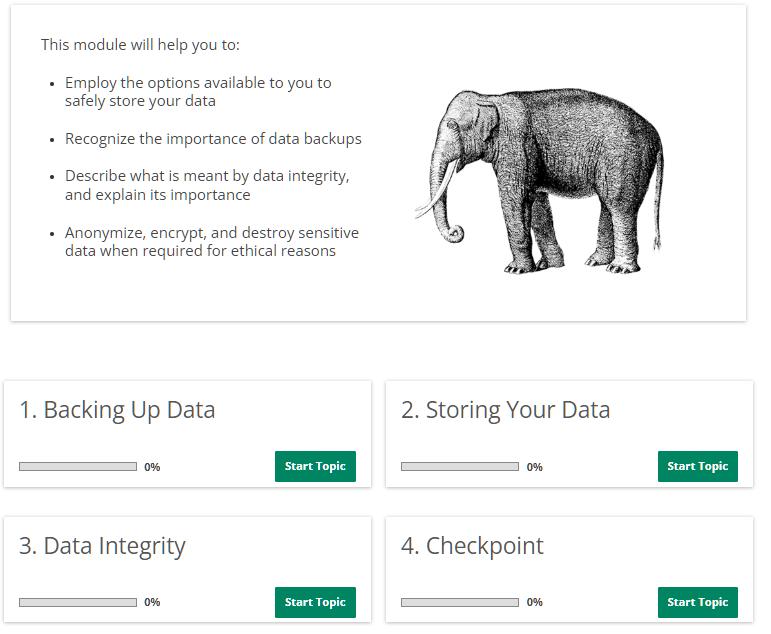 This module will help you to:
• Employ the options available to you to
safely store your data
• Recognize the importance of data backups
• Describe what is meant by data integrity,
and explain its importance
• Anonymize, encrypt, and destroy sensitive
data when required for ethical reasons
1. Backing Up Data
0%
Start Topic
2. Storing Your Data
0%
Start Topic
3. Data Integrity
0%
Start Topic
4. Checkpoint
0%
Start Topic